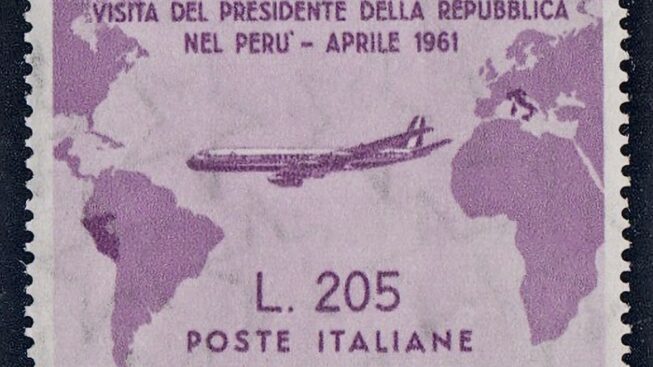 VISITA DEL PRESIDENTE DELLA REPUBBLICA
NEL PERU' - APRILE 1961
L. 205
POSTE ITALIANE